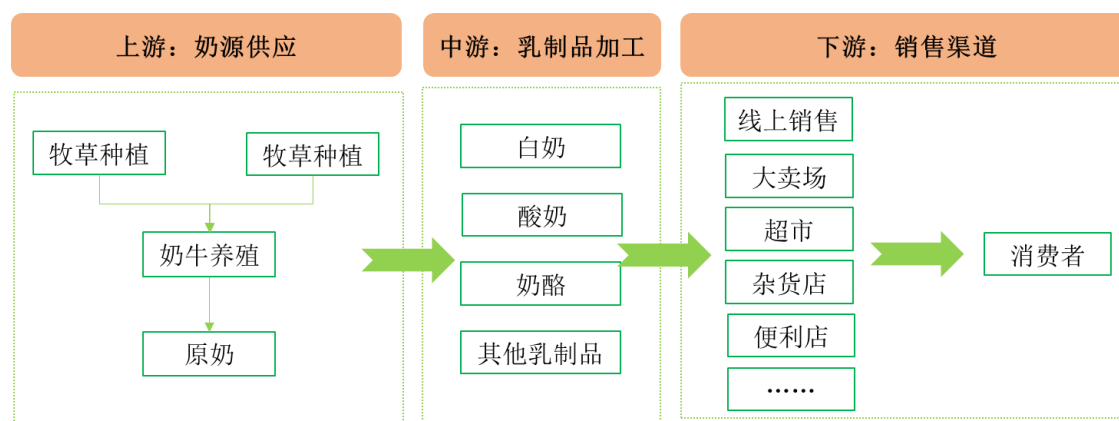 上游：奶源供应
中游：乳制品加工
下游：销售渠道
牧草种植
牧草种植
奶牛养殖
原奶
白奶
酸奶
奶酪
其他乳制品
线上销售
大卖场
超市
杂货店
便利店
……
消费者